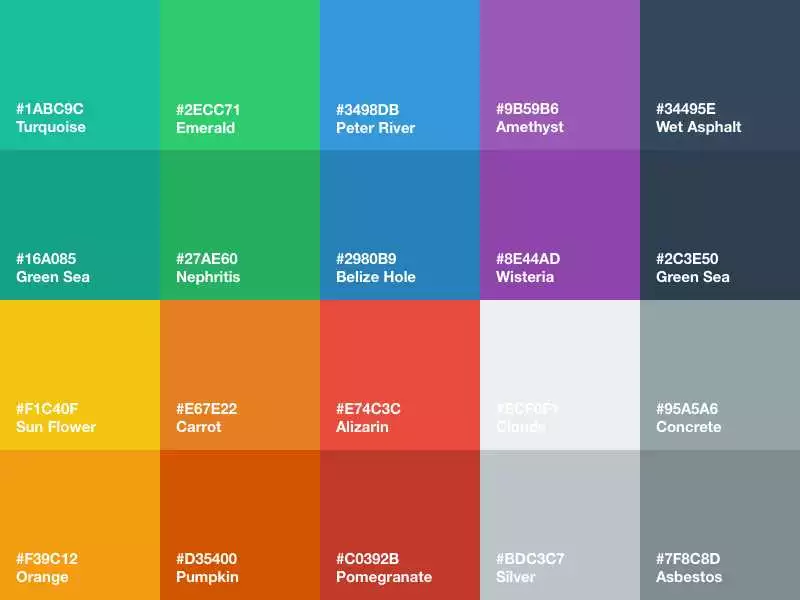 #1ABC9C
Turquoise
#2ECC71
Emerald
#3498DB
Peter River
#9B59B6
Amethyst
#34495E
Wet Asphalt
#16A085
Green Sea
#27AE60
Nephritis
#2980B9
Belize Hole
#8E44AD
Wisteria
#2C3E50
Green Sea
#F1C40F
Sun Flower
#E67E22
Carrot
#E74C3C
Alizarin
#ECF0F1
Clouds
#95A5A6
Concrete
#F39C12
Orange
#D35400
Pumpkin
#C0392B
Pomegranate
#BDC3C7
Silver
#7F8C8D
Asbestos